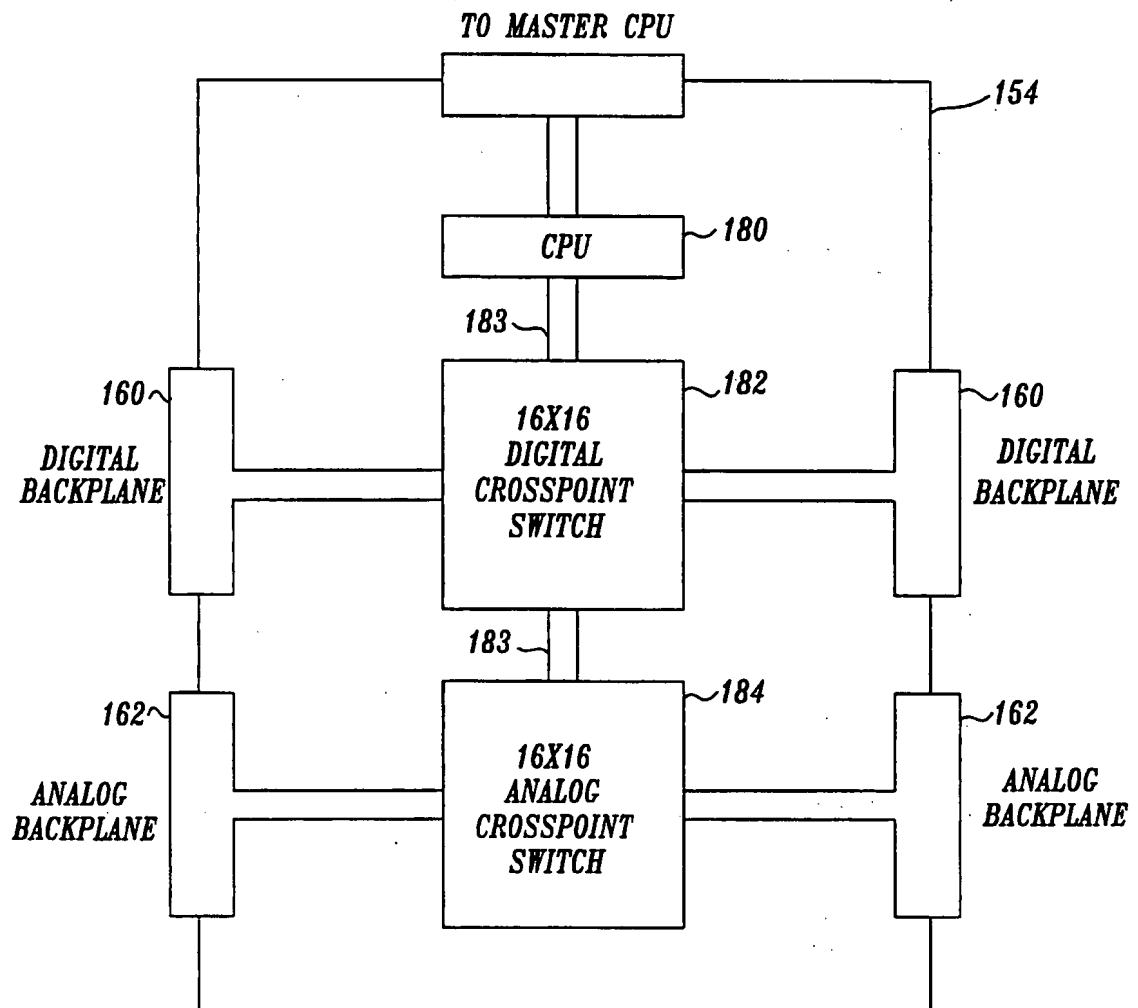 TO MASTER CPU
154
CPU
180
183
160
DIGITAL
BACKPLANE
16X16
DIGITAL
CROSSPOINT
SWITCH
182
160
DIGITAL
BACKPLANE
183
162
ANALOG
BACKPLANE
16X16
ANALOG
CROSSPOINT
SWITCH
184
162
ANALOG
BACKPLANE